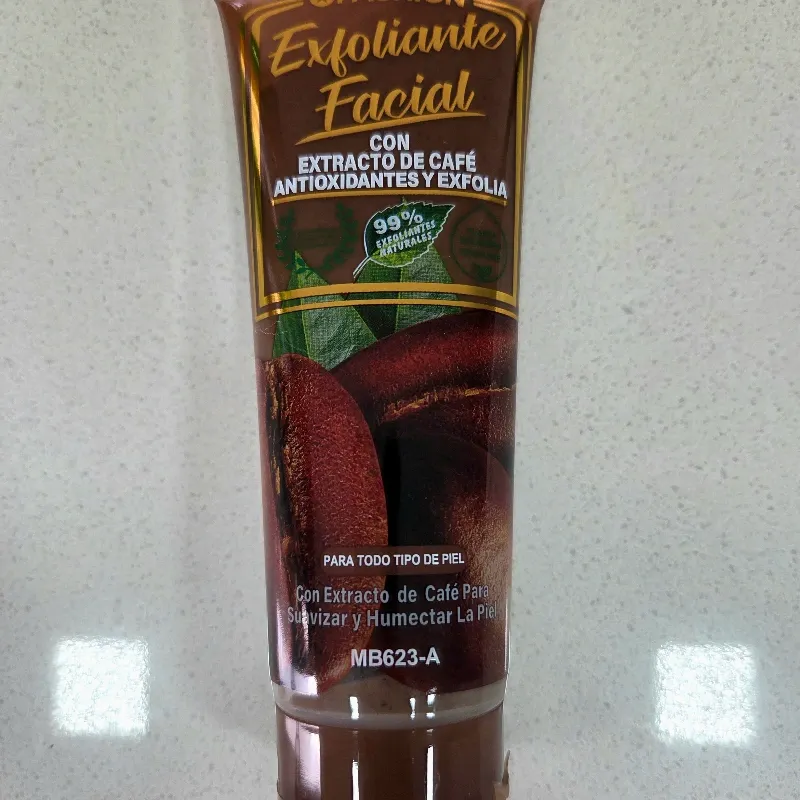 Exfoliante
Facial
CON
EXTRACTO DE CAFÉ
ANTIOXIDANTES Y EXFOLIA
99%
EXFOLIANTES
NATURALES
PARA TODO TIPO DE PIEL
Con Extracto de Café Para
Suavizar y Humectar La Piel
MB623-A